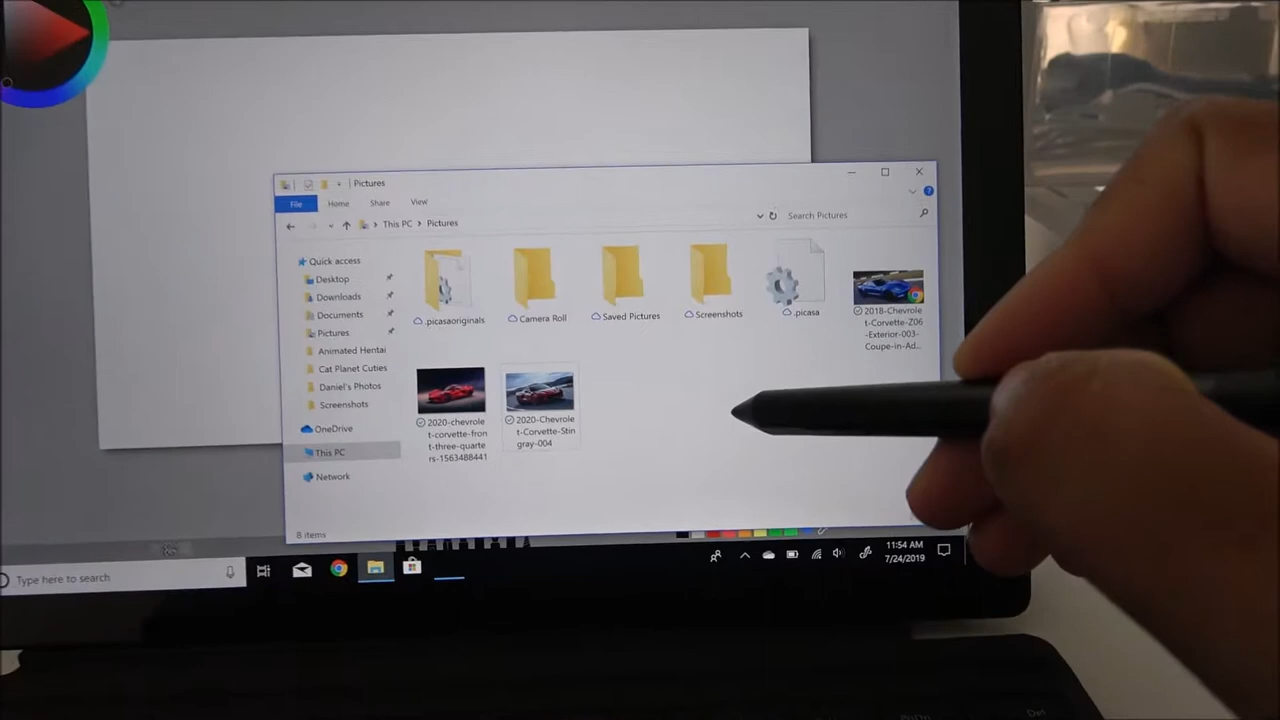 Pictures
File
Home
Share
View
This PC
Pictures
Search Pictures
Quick access
Desktop
Downloads
Documents
Pictures
Animated Hentai
Cat Planet Cuties
Daniel's Photos
Screenshots
OneDrive
This PC
Network
.picasaoriginals
Camera Roll
Saved Pictures
Screenshots
.picasa
2018-Chevrole
t-Corvette-Z06
-Exterior-003-
Coupe-in-Ad...
2020-chevrole
t-corvette-fron
t-three-quarte
rs-1563488441
2020-Chevrole
t-Corvette-Stin
gray-004
8 items
Type here to search
11:54 AM
7/24/2019